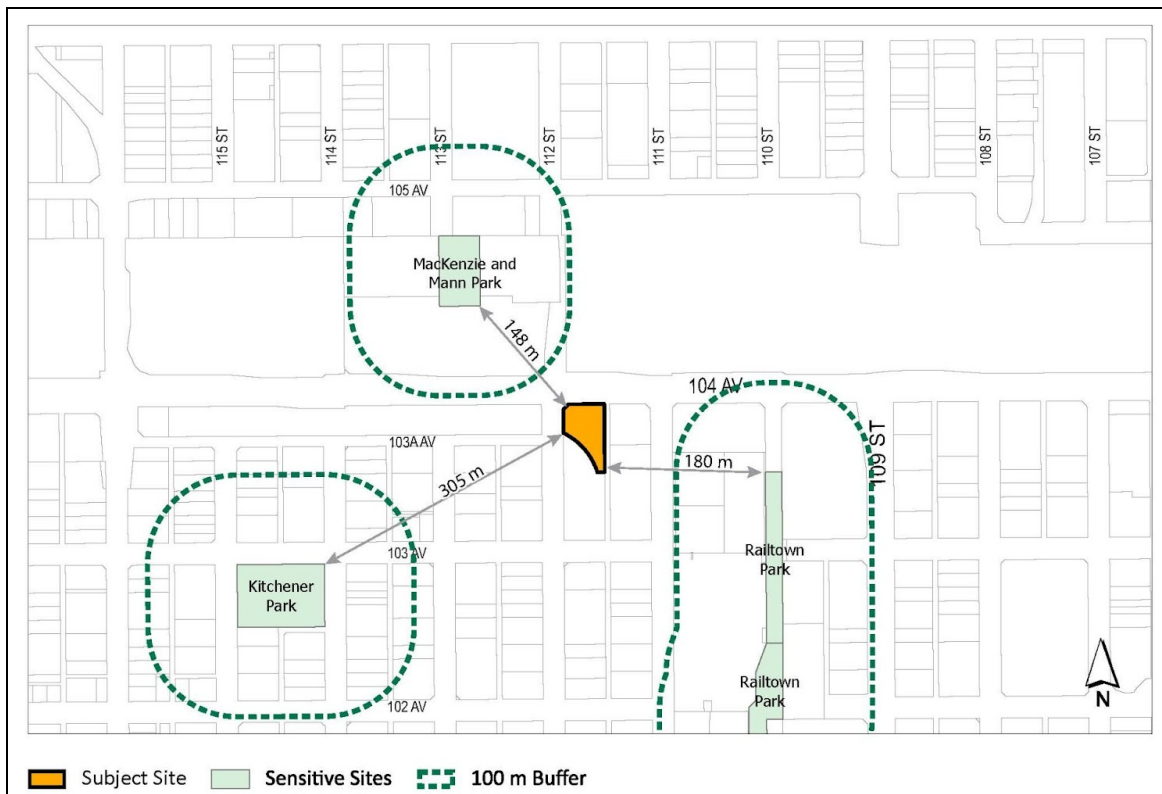 115 ST
114 ST
113 ST
112 ST
111 ST
110 ST
108 ST
107 ST
105 AV
MacKenzie and
Mann Park
148 m
104 AV
109 ST
103A AV
305 m
180 m
103 AV
Kitchener
Park
Railtown
Park
Railtown
Park
102 AV
N
Subject Site
Sensitive Sites
100 m Buffer